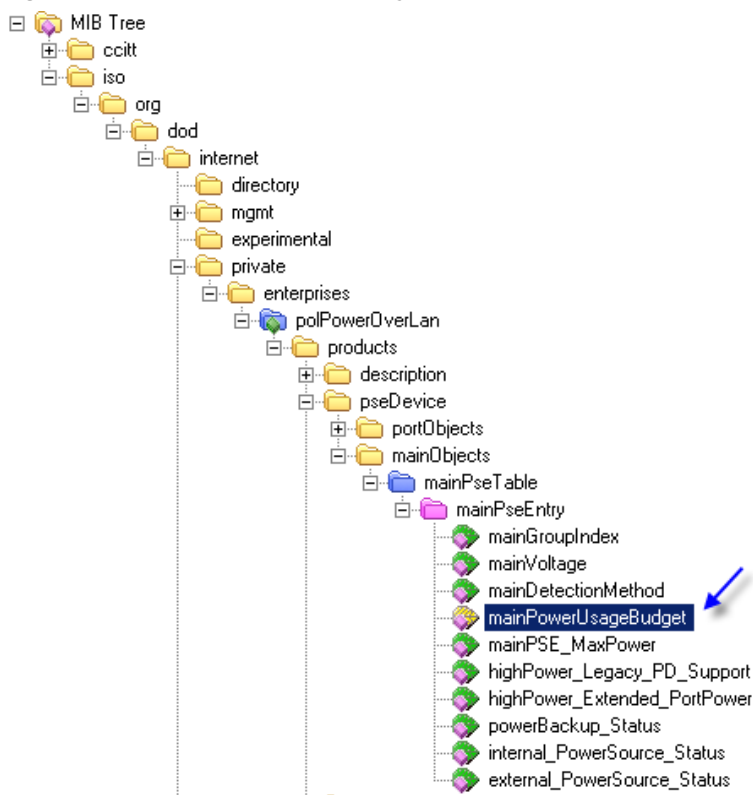 MIB Tree
ccitt
iso
org
dod
internet
directory
mgmt
experimental
private
enterprises
polPowerOverLan
products
description
pseDevice
portObjects
mainObjects
mainPseTable
mainPseEntry
mainGroupIndex
mainVoltage
mainDetectionMethod
mainPowerUsageBudget
mainPSE_MaxPower
highPower_Legacy_PD_Support
highPower_Extended_PortPower
powerBackup_Status
internal_PowerSource_Status
external_PowerSource_Status